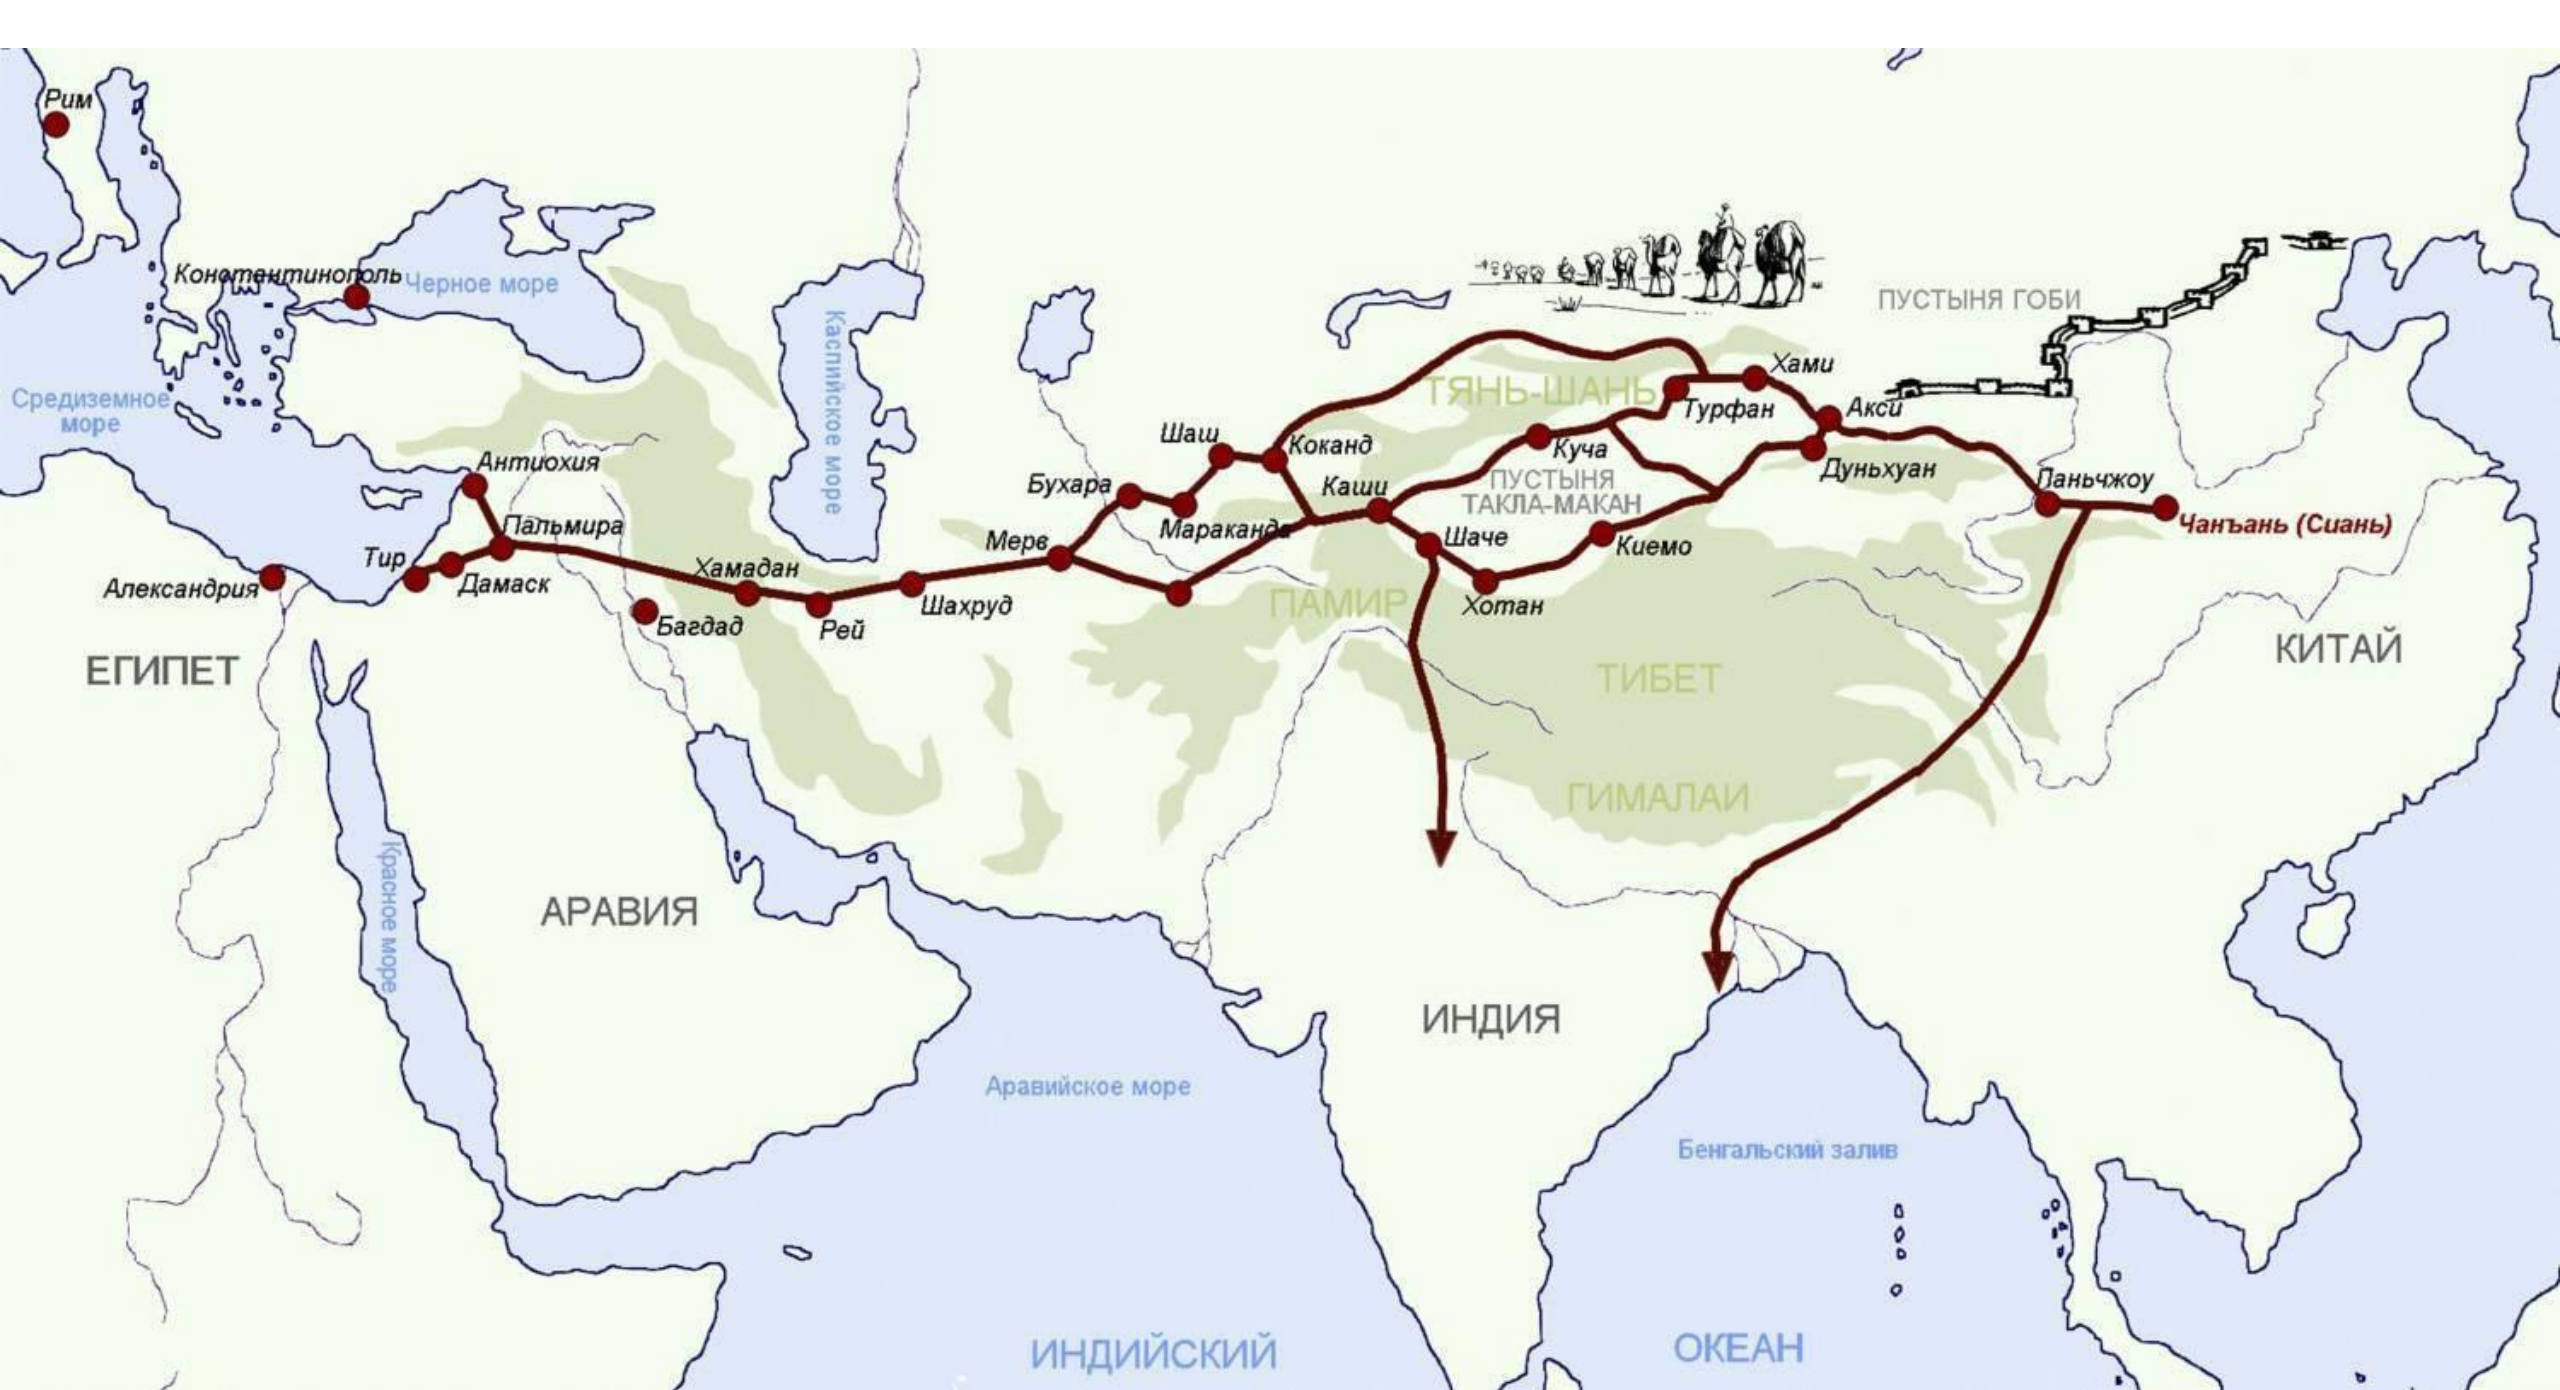 Рим
Константинополь
Черное море
Каспийское море
ПУСТЫНЯ ГОБИ
Средиземное
море
Хами
ТЯНЬ-ШАНЬ
Турфан
Акси
Шаш
Коканд
Куча
Антиохия
Дуньхуан
Бухара
Каши
ПУСТЫНЯ
ТАКЛА-МАКАН
Ланьчжоу
Пальмира
Мараканда
Чанъань (Сиань)
Мерв
Шаче
Киемо
Тир
Хамадан
Александрия
Дамаск
Шахруд
ПАМИР
Хотан
Багдад
Рей
ЕГИПЕТ
КИТАЙ
ТИБЕТ
ГИМАЛАИ
Красное море
АРАВИЯ
ИНДИЯ
Аравийское море
Бенгальский залив
ИНДИЙСКИЙ
ОКЕАН